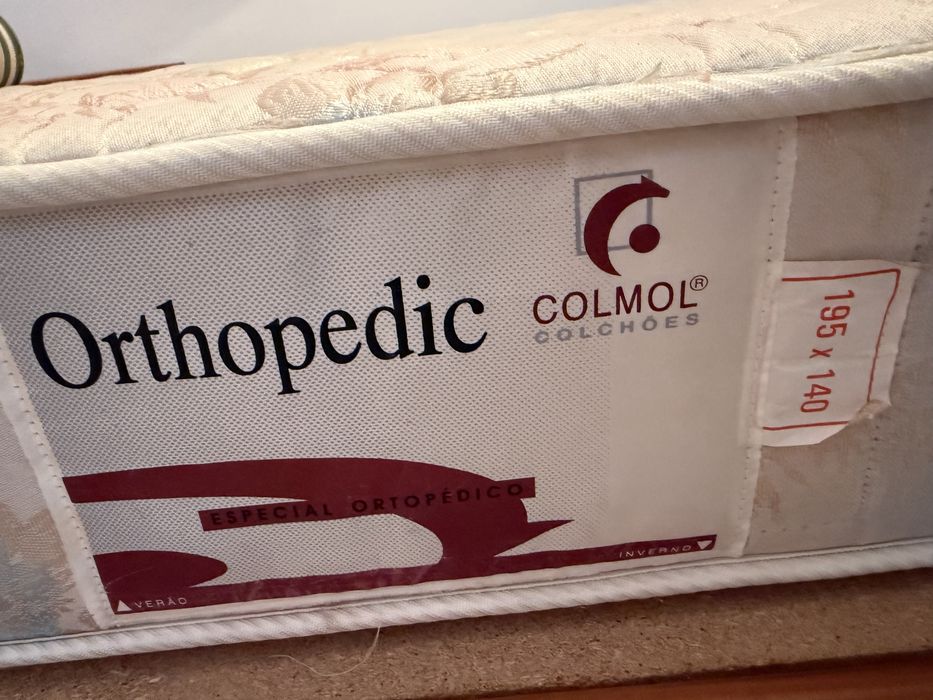 Orthopedic
COLMOL®
COLCHÕES
195 x 140
ESPECIAL ORTOPÉDICO
INVERNO
VERÃO